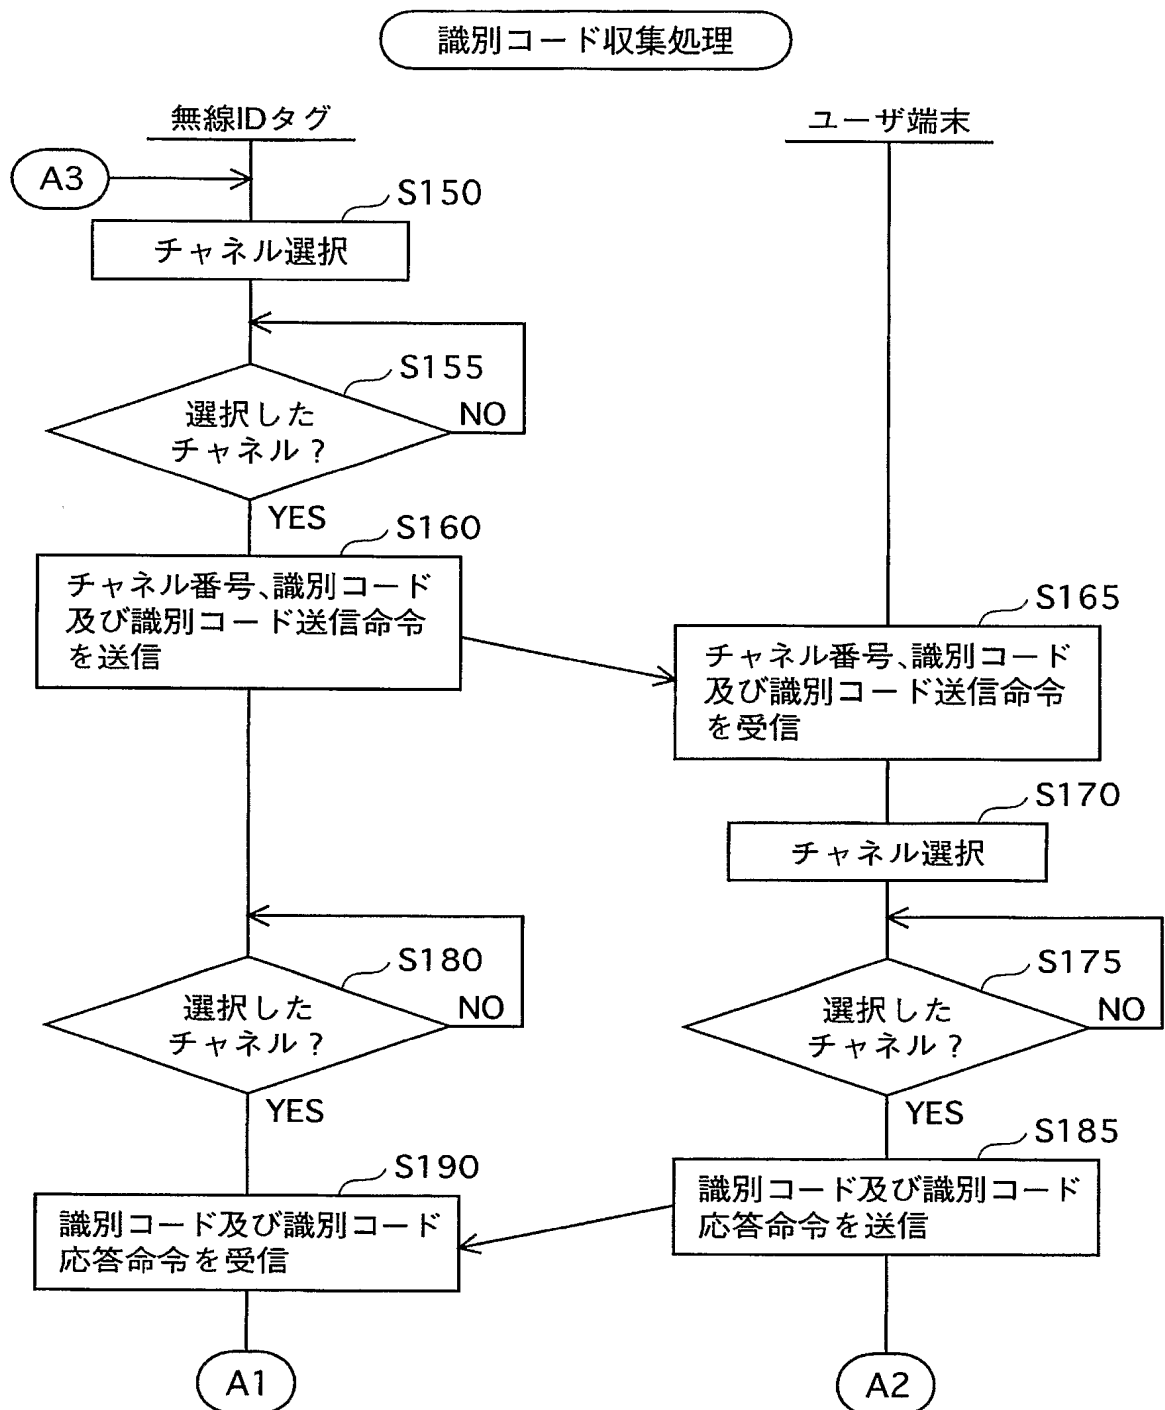 識別コード収集処理
無線IDタグ
ユーザ端末
A3
S150
チャネル選択
S155
選択した
チャネル？
NO
YES
S160
チャネル番号、識別コード
及び識別コード送信命令
を送信
S165
チャネル番号、識別コード
及び識別コード送信命令
を受信
S170
チャネル選択
S180
選択した
チャネル？
NO
YES
S175
選択した
チャネル？
NO
YES
S185
識別コード及び識別コード
応答命令を送信
S190
識別コード及び識別コード
応答命令を受信
A1
A2